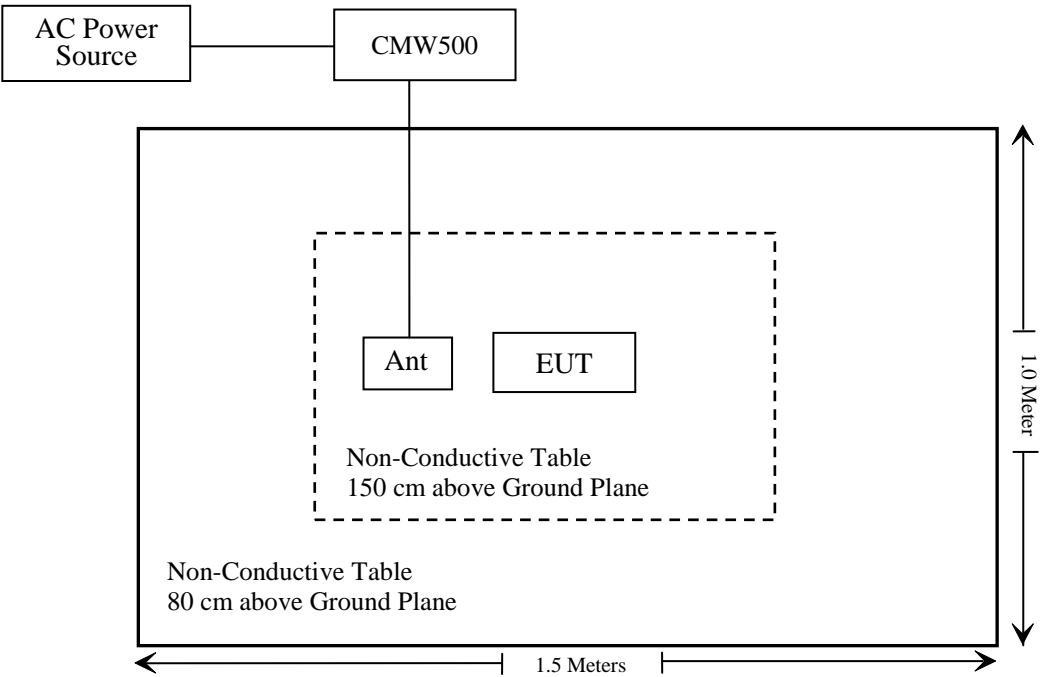 AC Power
Source
CMW500
Ant
EUT
Non-Conductive Table
150 cm above Ground Plane
Non-Conductive Table
80 cm above Ground Plane
1.0 Meter
1.5 Meters